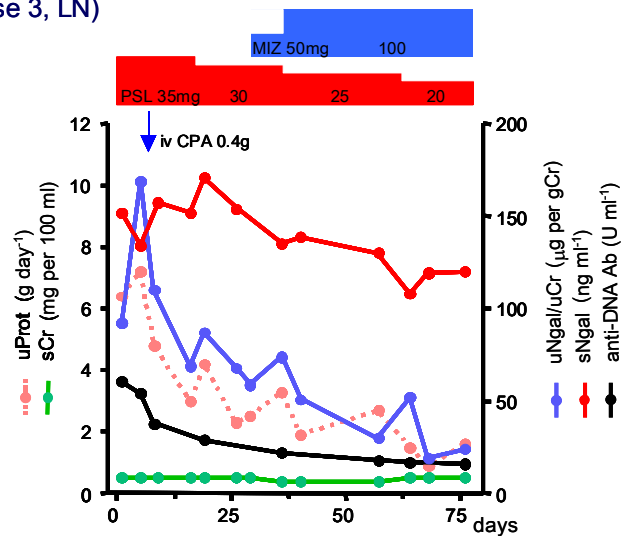 se 3, LN)
MIZ 50mg 100
PSL 35mg 30 25 20
iv CPA 0.4g
12
10
8
6
4
2
0
200
150
100
50
0
0 25 50 75
days
uProt (g day-1)
sCr (mg per 100 ml)
uNgal/uCr (μg per gCr)
sNgal (ng ml-1)
anti-DNA Ab (U ml-1)